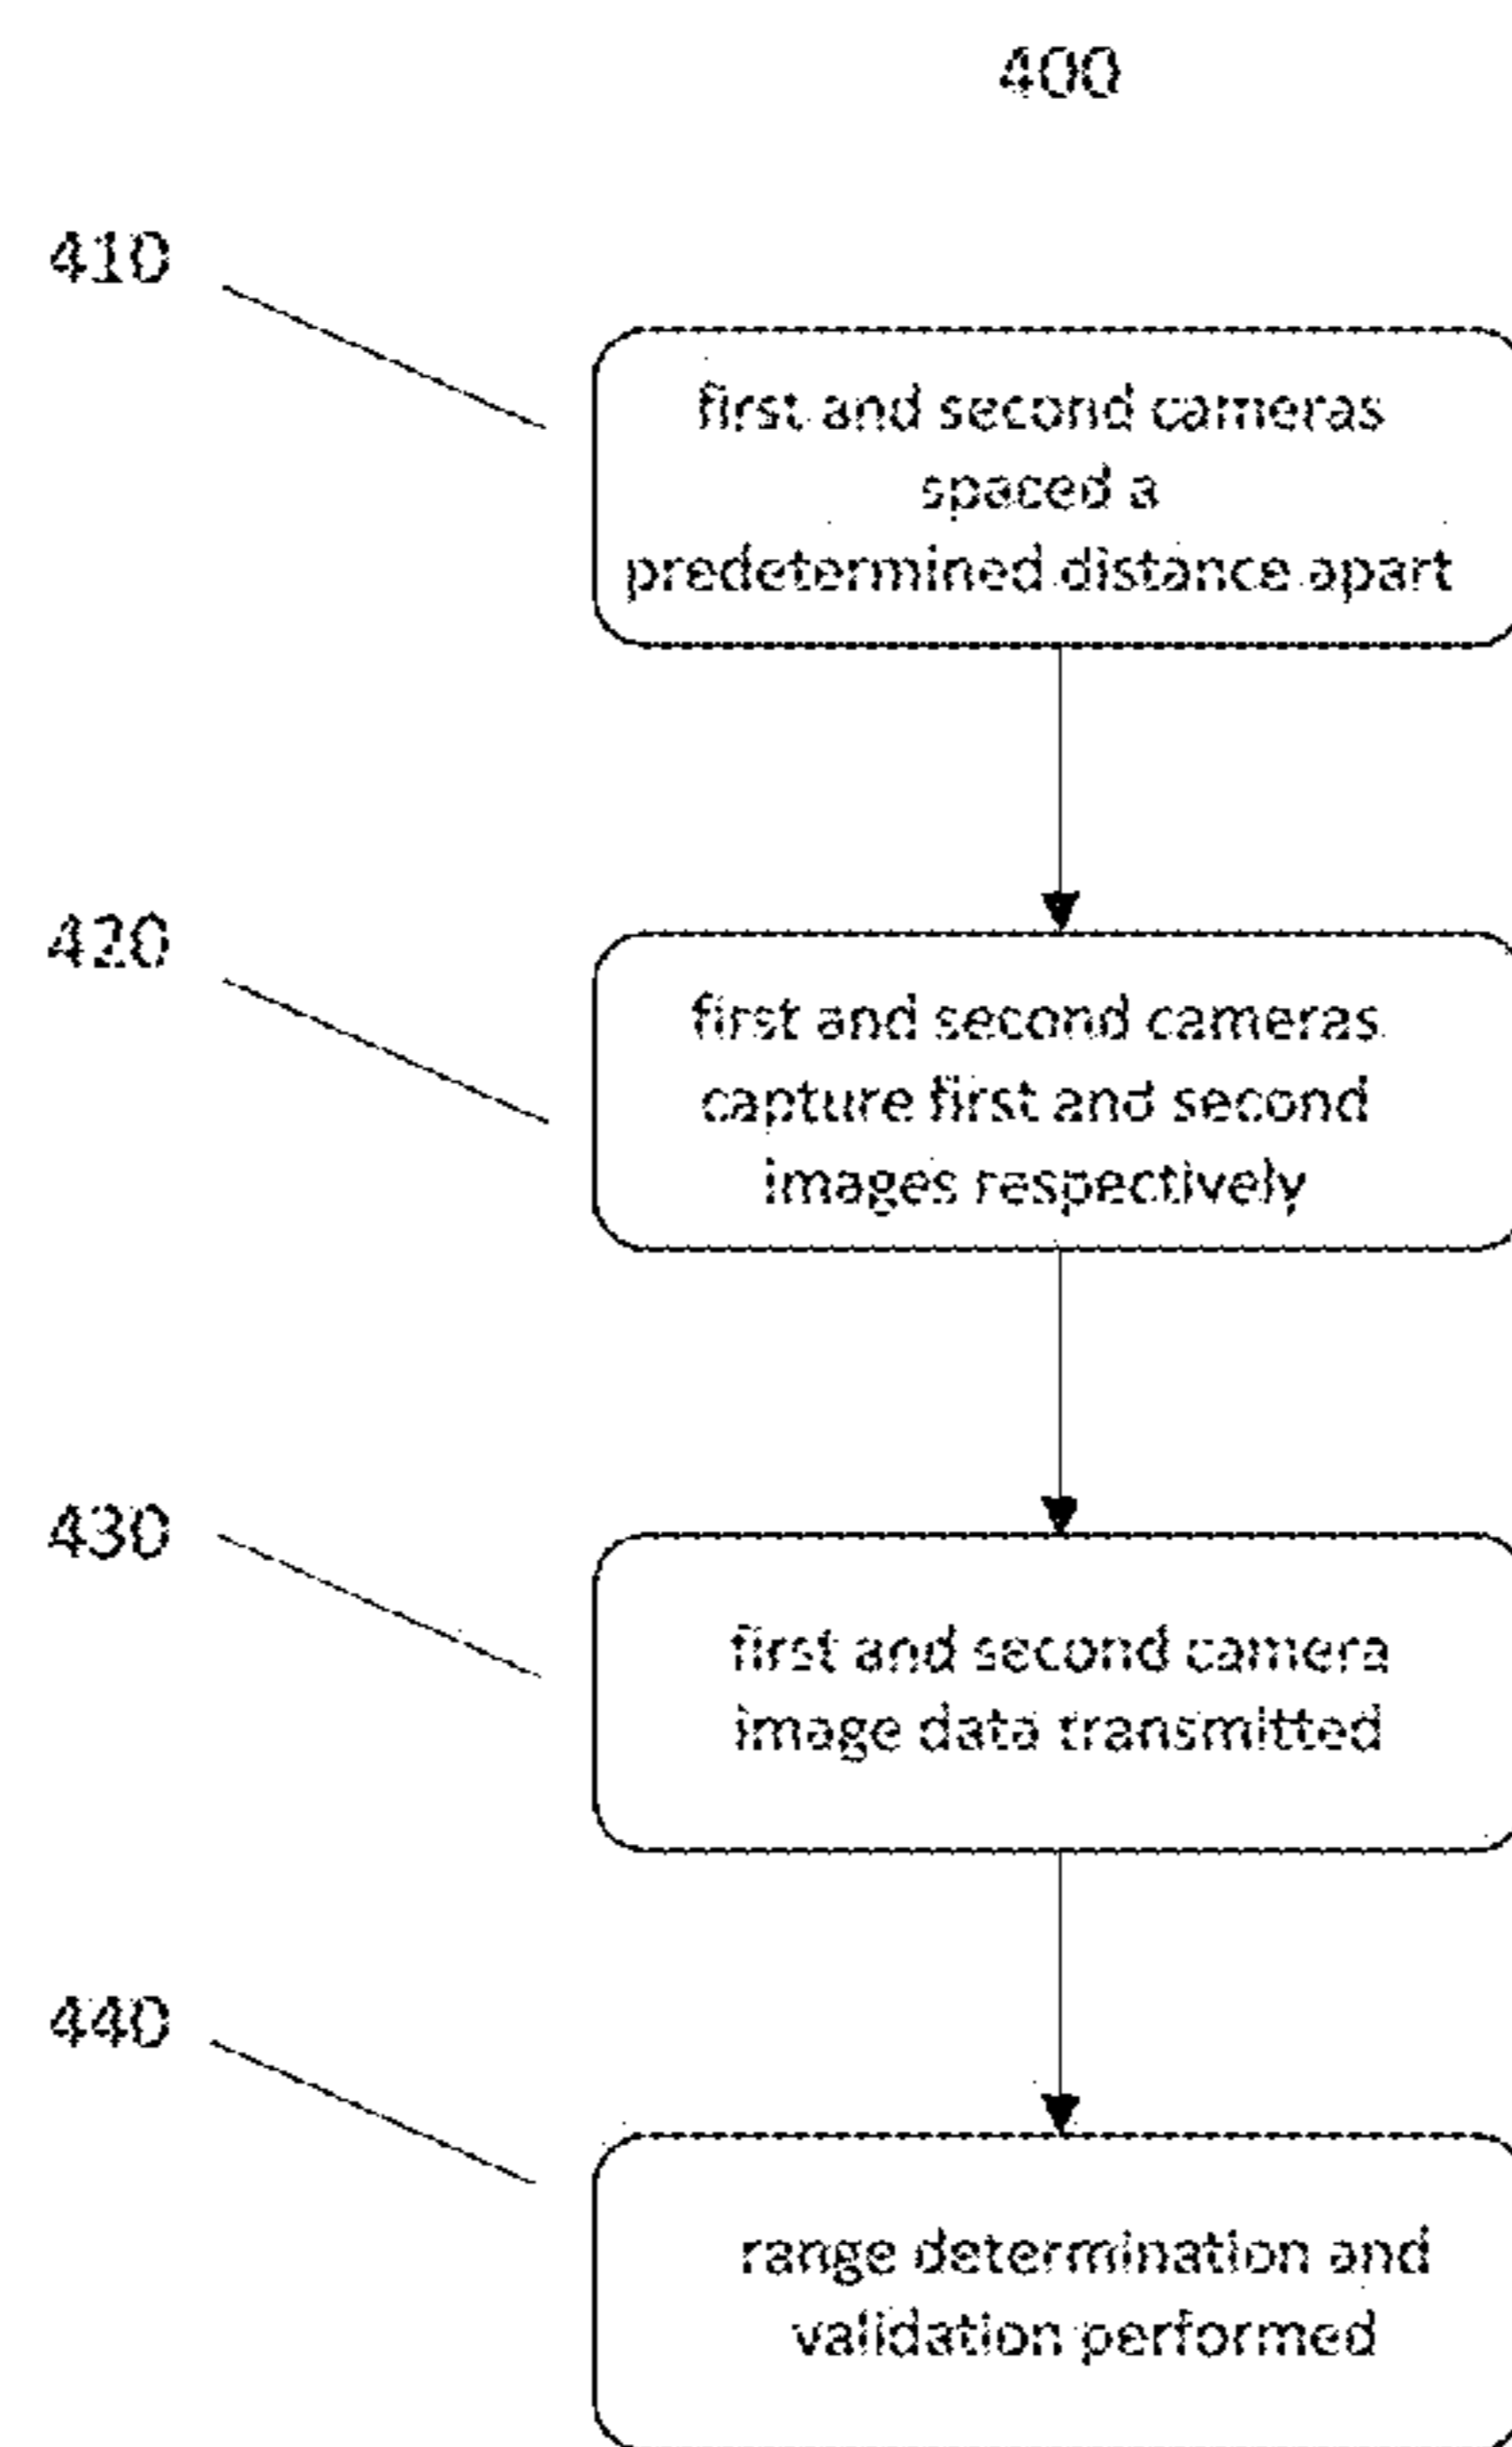 400
410
first and second cameras
spaced a
predetermined distance apart
420
first and second cameras
capture first and second
images respectively
430
first and second camera
image data transmitted
440
range determination and
validation performed